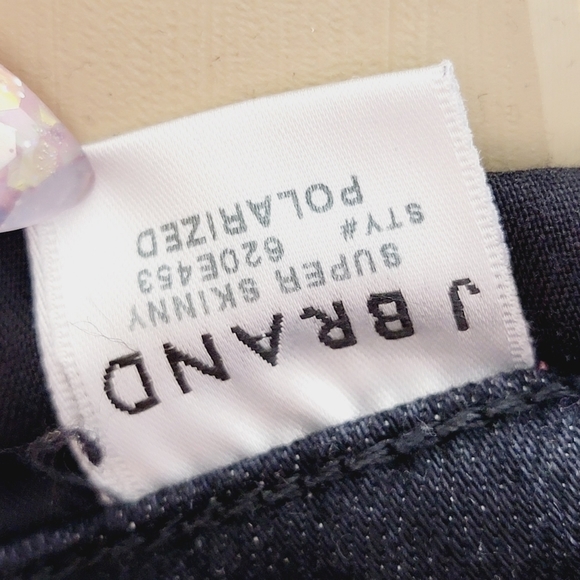 J BRAND
SUPER SKINNY
STY# 620E453
POLARIZED